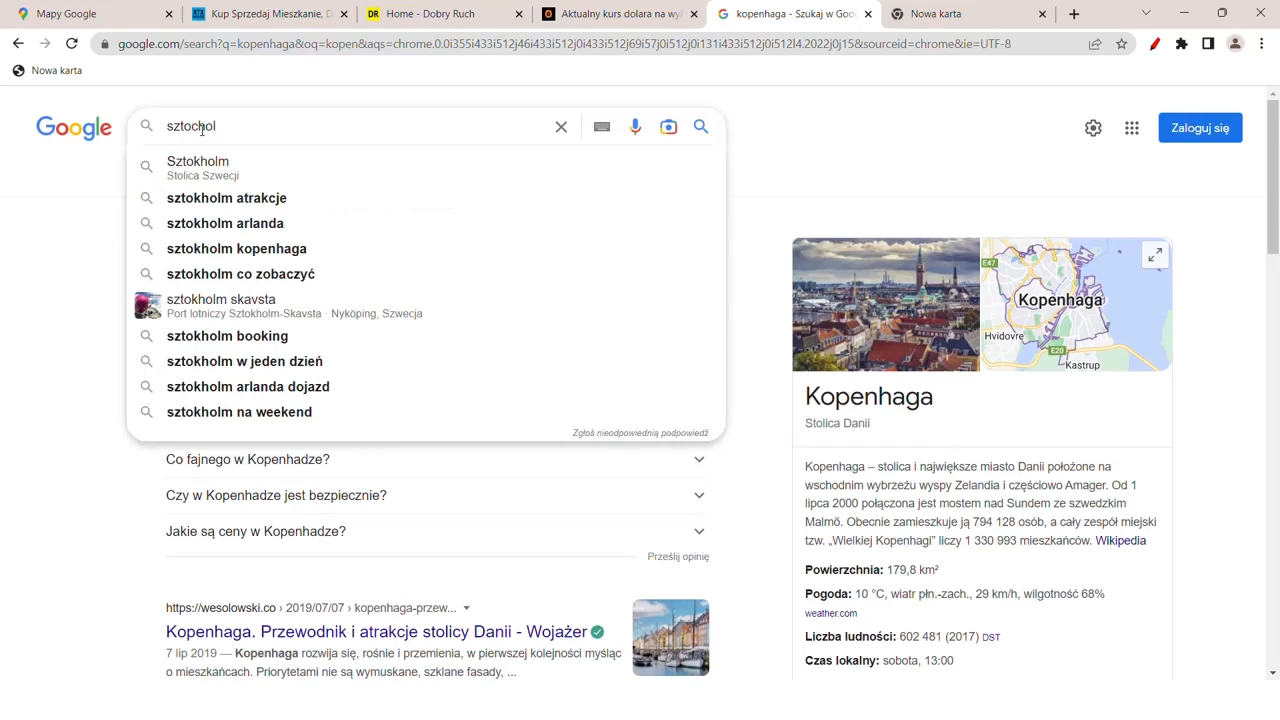 Mapy Google
Kup Sprzedaj Mieszkanie, D
DR Home - Dobry Ruch
Aktualny kurs dolara na wyk
kopenhaga - Szukaj w Goo
Nowa karta
google.com/search?q=kopenhaga&oq=kopen&aqs=chrome.0.0i355i433i512j46i433i512j0i433i512j69i57j0i512j0i131i433i512j0i512l4.2022j0j15&sourceid=chrome&ie=UTF-8
Nowa karta
Google
sztochol
Zaloguj się
Sztokholm
Stolica Szwecji
sztokholm atrakcje
sztokholm arlanda
sztokholm kopenhaga
sztokholm co zobaczyć
sztokholm skavsta
Port lotniczy Sztokholm-Skavsta · Nyköping, Szwecja
sztokholm booking
sztokholm w jeden dzień
sztokholm arlanda dojazd
sztokholm na weekend
Zgłoś nieodpowiednią podpowiedź
Co fajnego w Kopenhadze?
Czy w Kopenhadze jest bezpiecznie?
Jakie są ceny w Kopenhadze?
Prześlij opinię
https://wesolowski.co › 2019/07/07 › kopenhaga-przew...
Kopenhaga. Przewodnik i atrakcje stolicy Danii - Wojażer
7 lip 2019 — Kopenhaga rozwija się, rośnie i przemienia, w pierwszej kolejności myśląc
o mieszkańcach. Priorytetami nie są wymuskane, szklane fasady, ...
E47
Kopenhaga
Hvidovre
E20
Kastrup
Kopenhaga
Stolica Danii
Kopenhaga – stolica i największe miasto Danii położone na
wschodnim wybrzeżu wyspy Zelandia i częściowo Amager. Od 1
lipca 2000 połączona jest mostem nad Sundem ze szwedzkim
Malmö. Obecnie zamieszkuje ją 794 128 osób, a cały zespół miejski
tzw. „Wielkiej Kopenhagi” liczy 1 330 993 mieszkańców. Wikipedia
Powierzchnia: 179,8 km²
Pogoda: 10 °C, wiatr płn.-zach., 29 km/h, wilgotność 68%
weather.com
Liczba ludności: 602 481 (2017) DST
Czas lokalny: sobota, 13:00